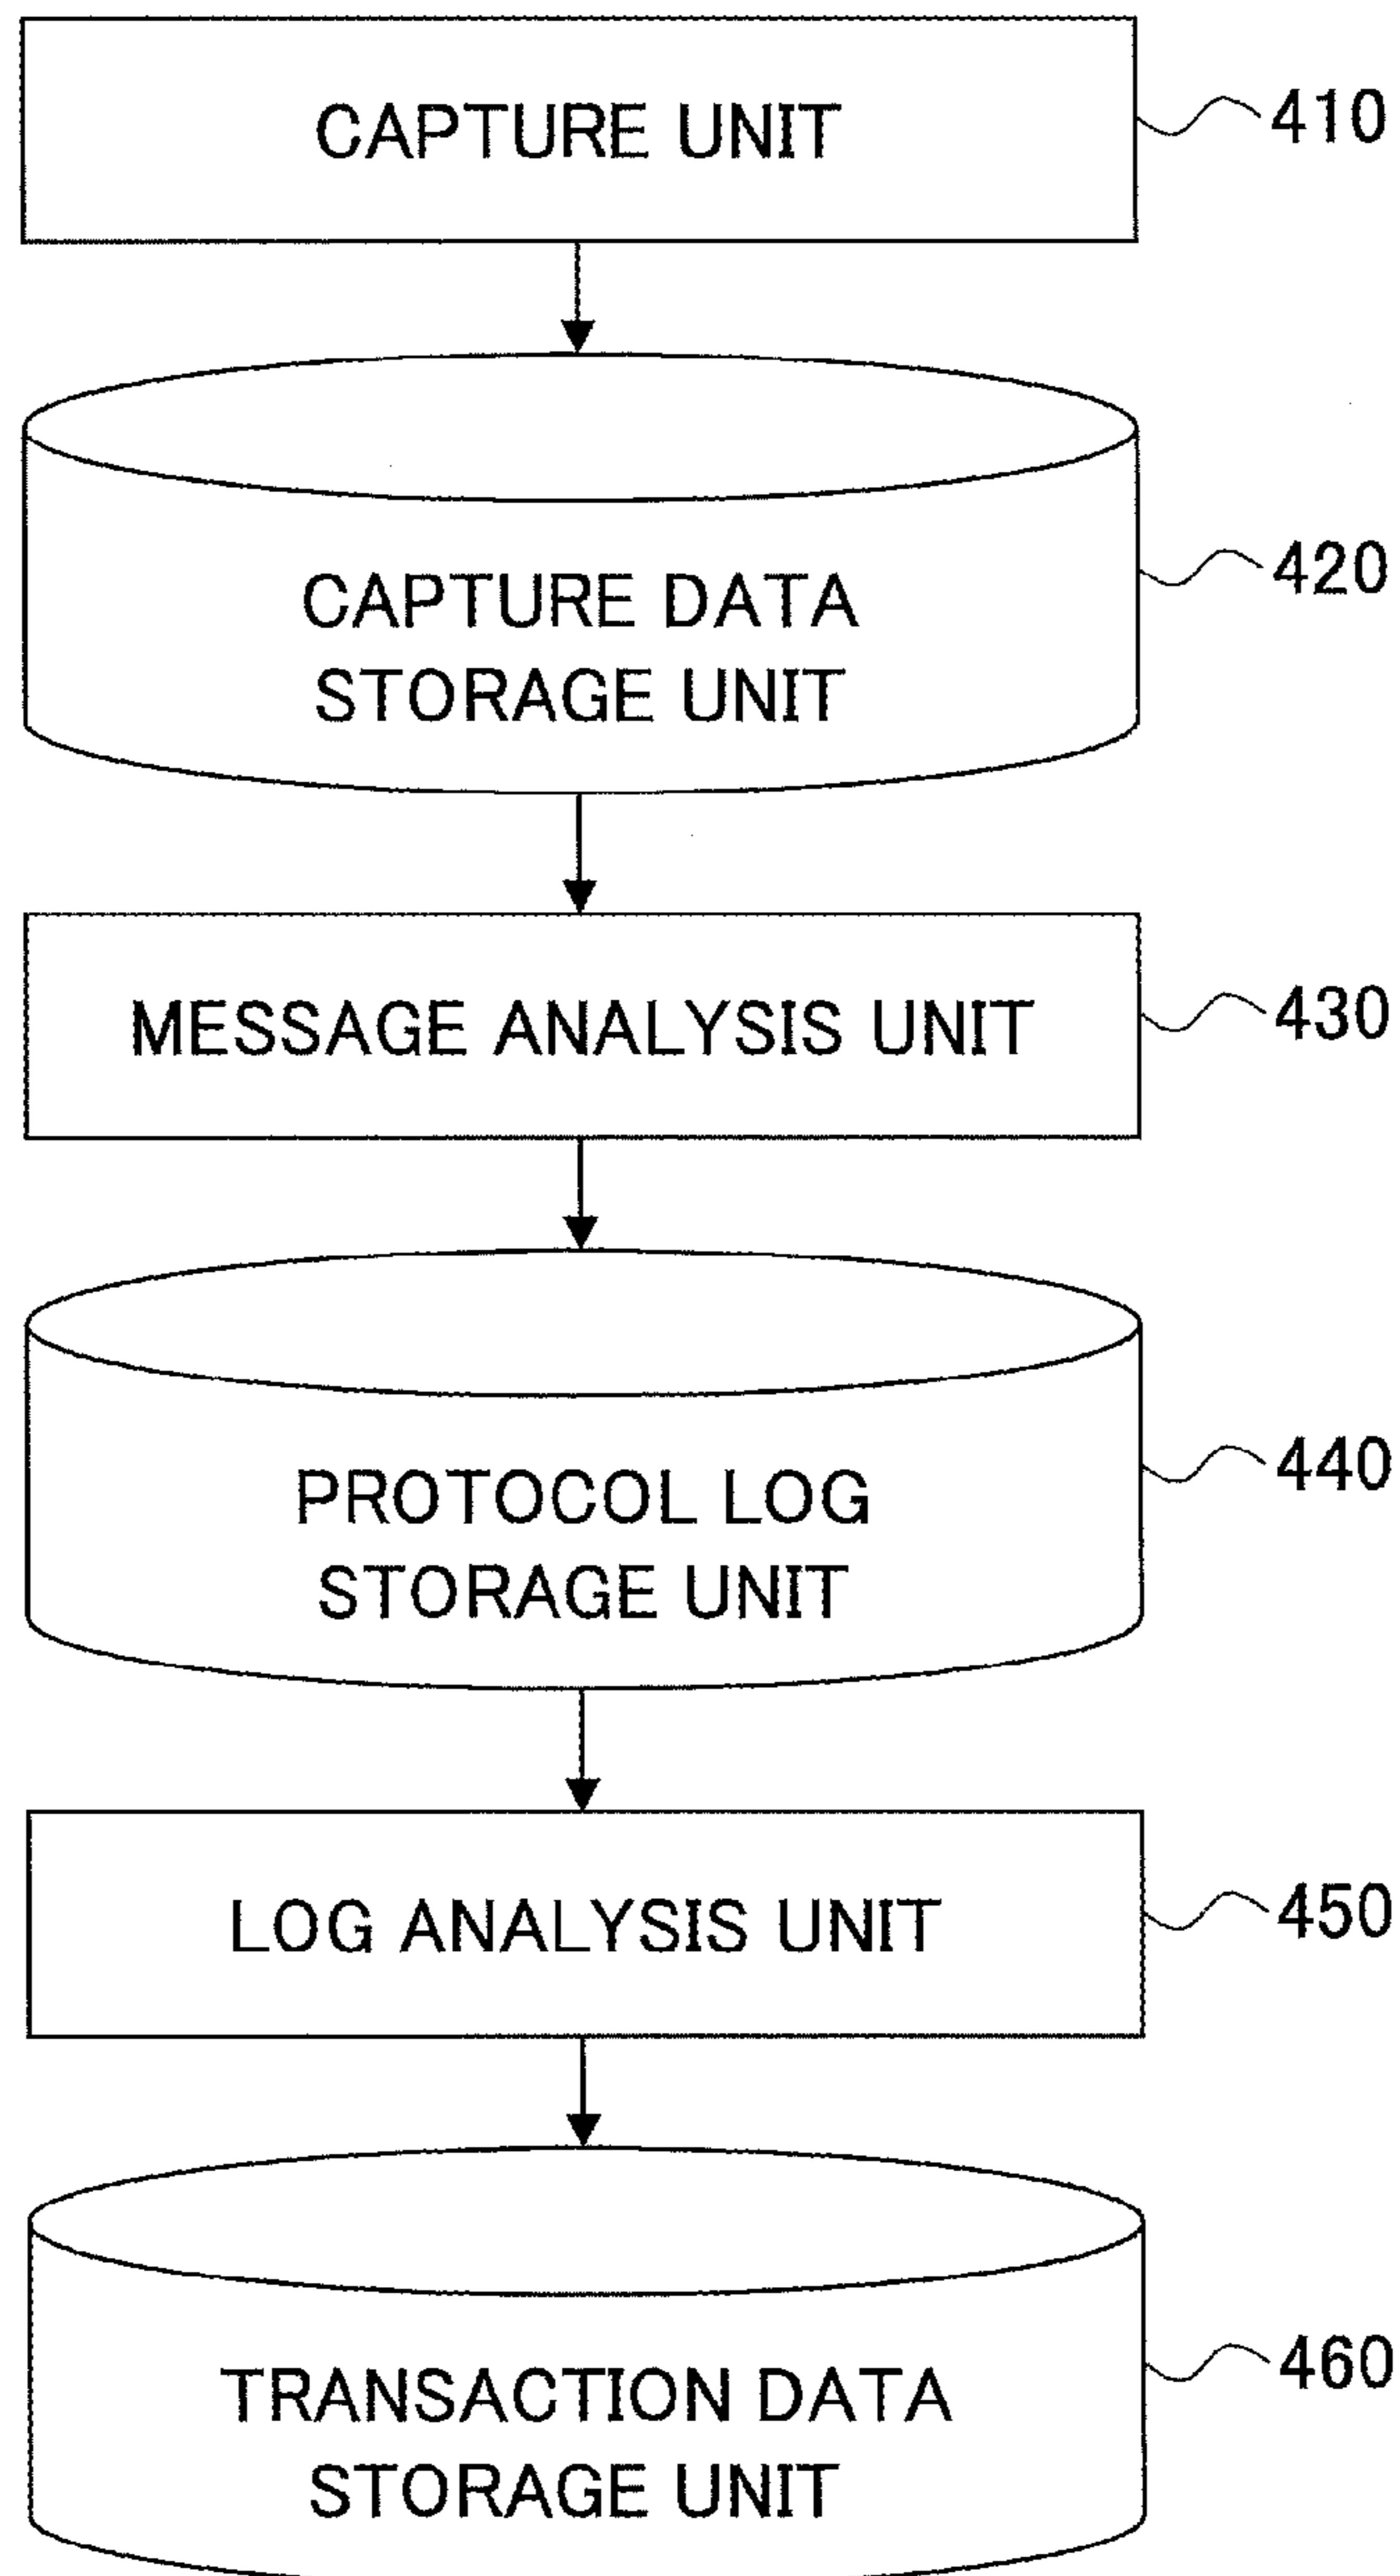 CAPTURE UNIT
410
CAPTURE DATA
STORAGE UNIT
420
MESSAGE ANALYSIS UNIT
430
PROTOCOL LOG
STORAGE UNIT
440
LOG ANALYSIS UNIT
450
TRANSACTION DATA
STORAGE UNIT
460